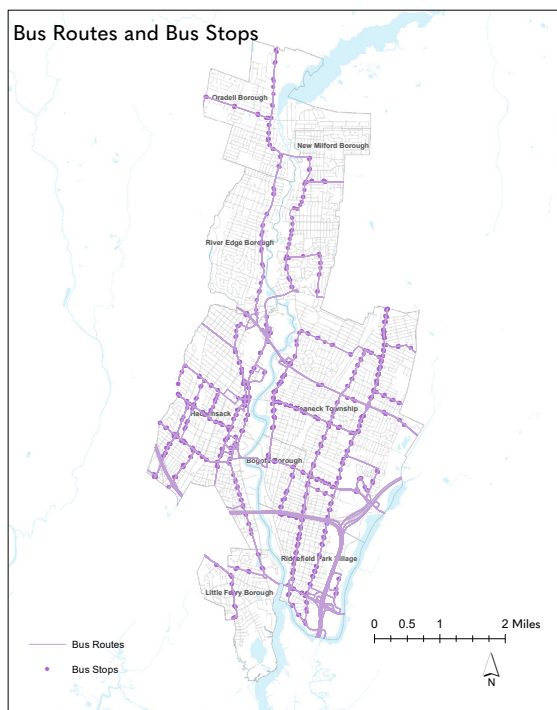 Bus Routes and Bus Stops
Oradell Borough
New Milford Borough
River Edge Borough
Teaneck Township
Hackensack
Bogota Borough
Ridgefield Park Village
Little Ferry Borough
0 0.5 1 2 Miles
Bus Routes
Bus Stops
N